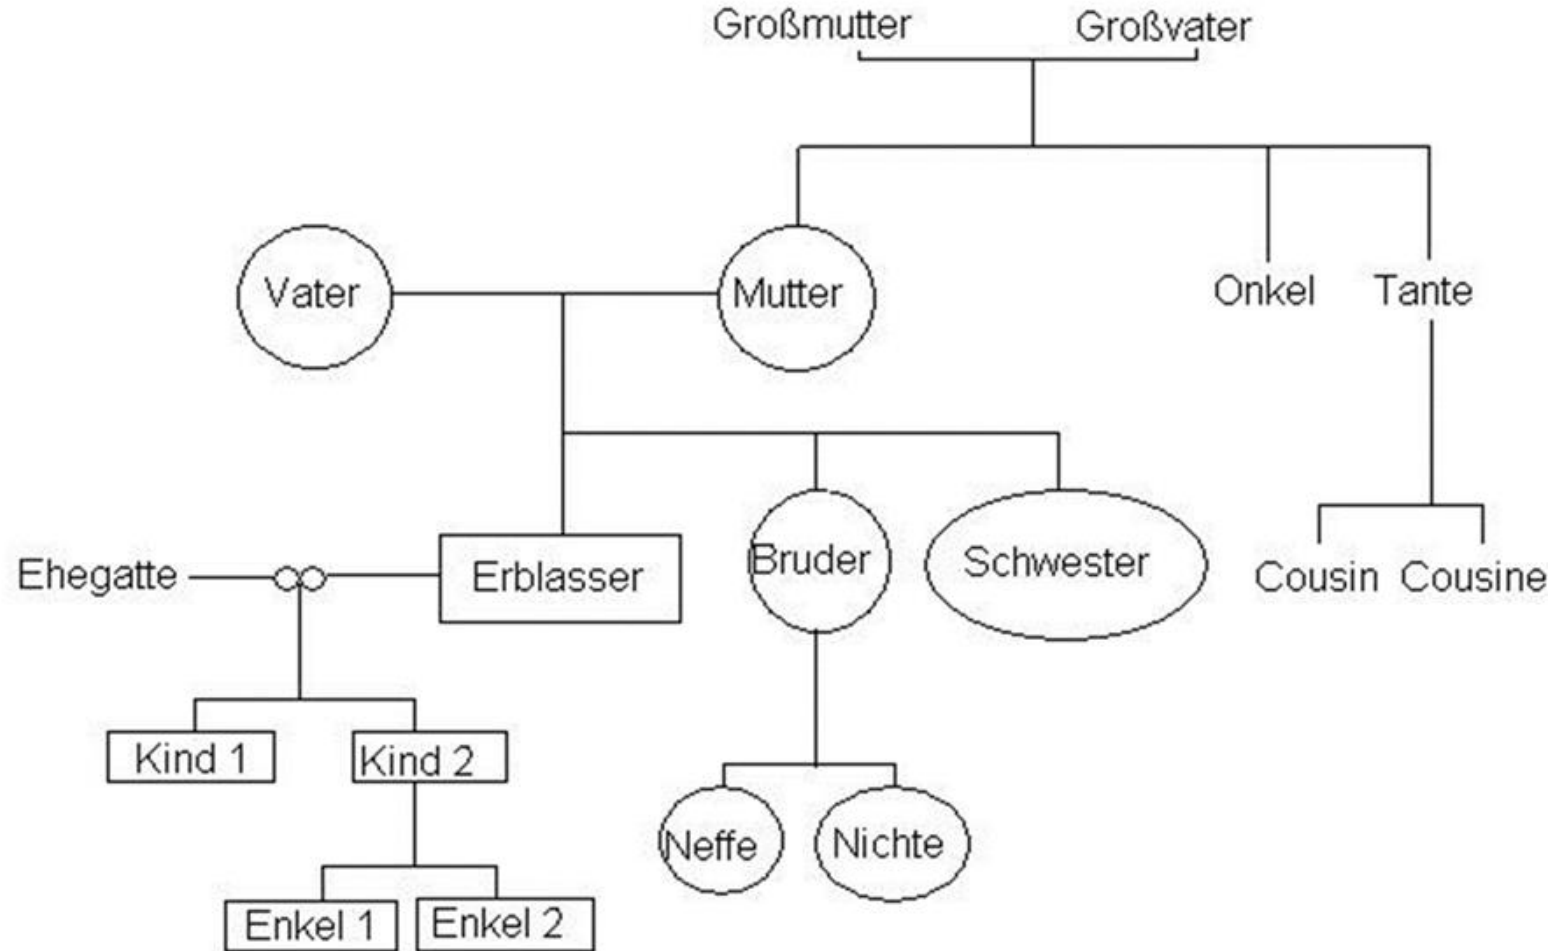 Großmutter Großvater
Vater Mutter Onkel Tante
Ehegatte Erblasser Bruder Schwester Cousin Cousine
Kind 1 Kind 2
Neffe Nichte
Enkel 1 Enkel 2